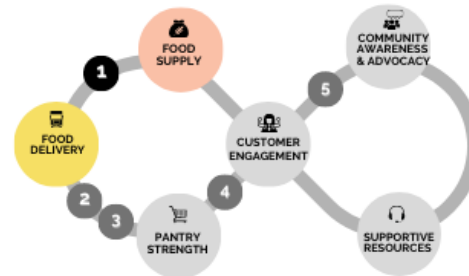 COMMUNITY
AWARENESS
& ADVOCACY
FOOD
SUPPLY
1
5
FOOD
DELIVERY
CUSTOMER
ENGAGEMENT
2
3
4
PANTRY
STRENGTH
SUPPORTIVE
RESOURCES